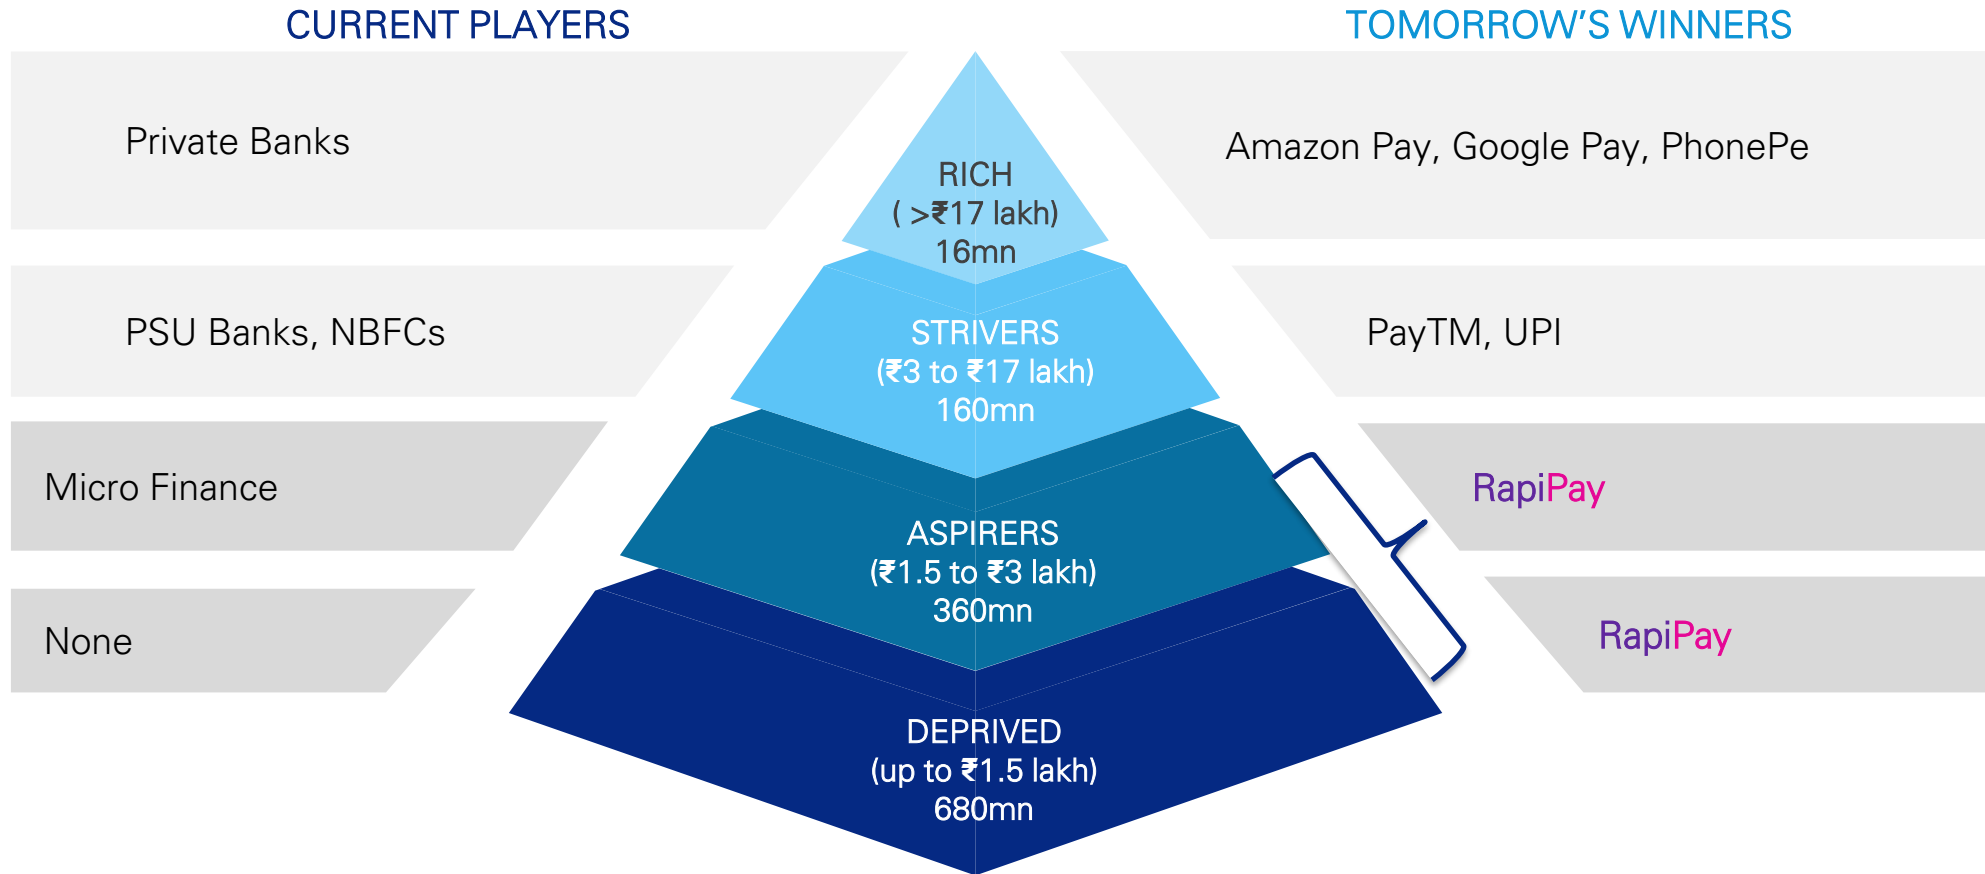 CURRENT PLAYERS
TOMORROW'S WINNERS
Private Banks
RICH
( >₹17 lakh)
16mn
Amazon Pay, Google Pay, PhonePe
PSU Banks, NBFCs
STRIVERS
(₹3 to ₹17 lakh)
160mn
PayTM, UPI
Micro Finance
ASPIRERS
(₹1.5 to ₹3 lakh)
360mn
RapiPay
None
DEPRIVED
(up to ₹1.5 lakh)
680mn
RapiPay